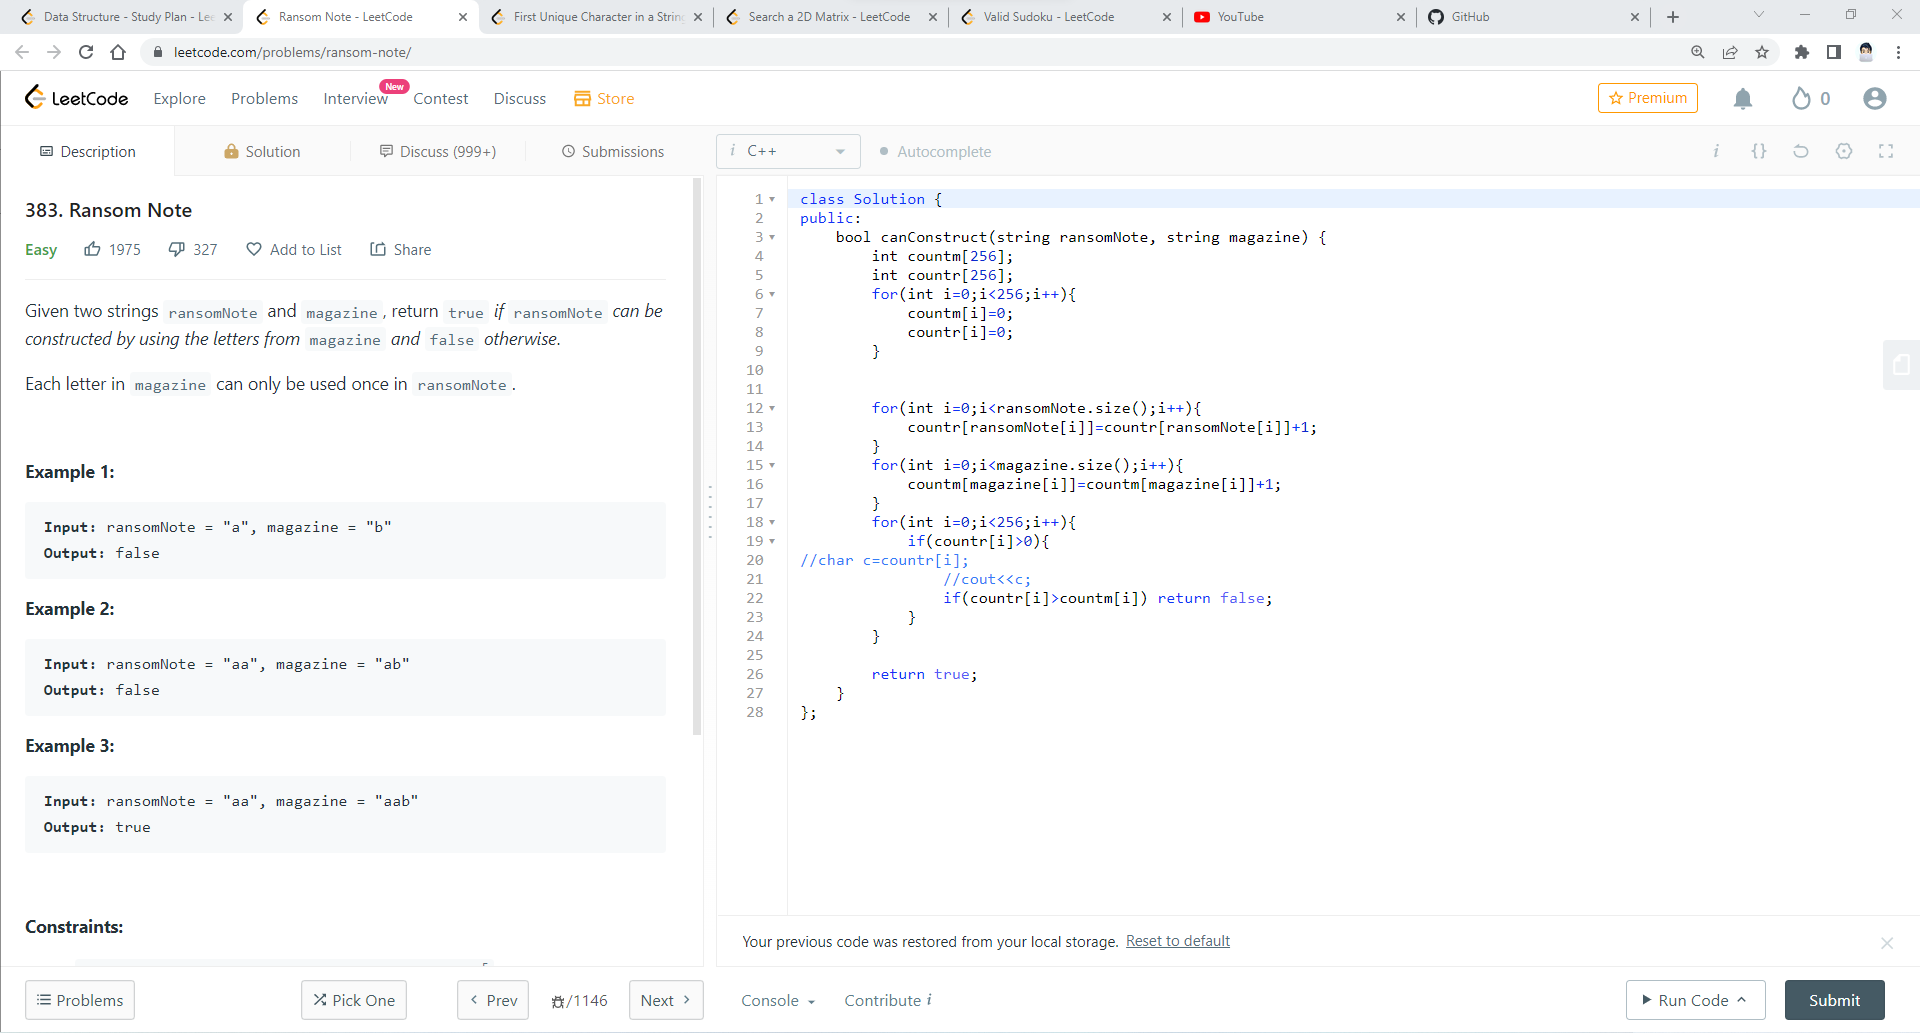 Data Structure - Study Plan - Le
Ransom Note - LeetCode
First Unique Character in a String
Search a 2D Matrix - LeetCode
Valid Sudoku - LeetCode
YouTube
GitHub
leetcode.com/problems/ransom-note/
LeetCode
Explore
Problems
Interview
New
Contest
Discuss
Store
Premium
0
Description
Solution
Discuss (999+)
Submissions
i C++
Autocomplete
i {}
383. Ransom Note
Easy 1975 327 Add to List Share
Given two strings ransomNote and magazine, return true if ransomNote can be
constructed by using the letters from magazine and false otherwise.
Each letter in magazine can only be used once in ransomNote.
Example 1:
Input: ransomNote = "a", magazine = "b"
Output: false
Example 2:
Input: ransomNote = "aa", magazine = "ab"
Output: false
Example 3:
Input: ransomNote = "aa", magazine = "aab"
Output: true
Constraints:
1 class Solution {
2 public:
3 bool canConstruct(string ransomNote, string magazine) {
4 int countm[256];
5 int countr[256];
6 for(int i=0;i<256;i++){
7 countm[i]=0;
8 countr[i]=0;
9 }
10
11
12 for(int i=0;i<ransomNote.size();i++){
13 countr[ransomNote[i]]=countr[ransomNote[i]]+1;
14 }
15 for(int i=0;i<magazine.size();i++){
16 countm[magazine[i]]=countm[magazine[i]]+1;
17 }
18 for(int i=0;i<256;i++){
19 if(countr[i]>0){
20 //char c=countr[i];
21 //cout<<c;
22 if(countr[i]>countm[i]) return false;
23 }
24 }
25
26 return true;
27 }
28 };
Your previous code was restored from your local storage. Reset to default
Problems
Pick One
Prev
/1146
Next
Console
Contribute i
Run Code
Submit